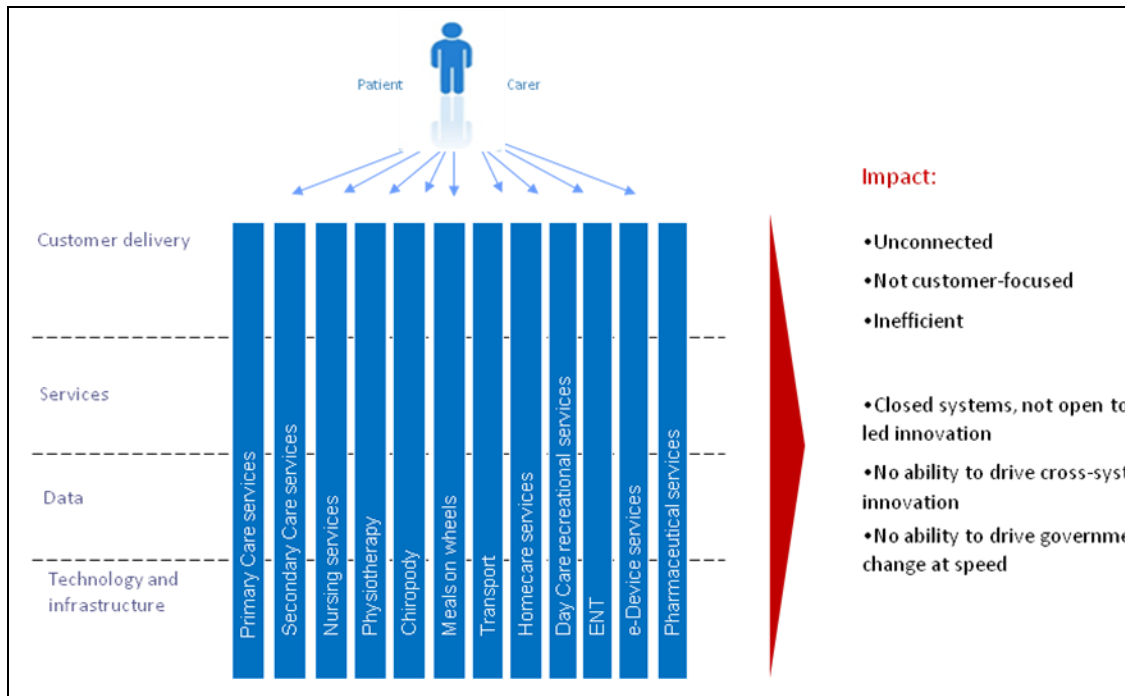 Patient
Carer
Impact:
Customer delivery
•Unconnected
•Not customer-focused
•Inefficient
Services
•Closed systems, not open to
led innovation
Data
•No ability to drive
innovation
•No ability to drive
change at speed
Technology and
infrastructure
Primary Care services
Secondary Care services
Nursing services
Physiotherapy
Chiropody
Meals on wheels
Transport
Homecare services
Day Care recreational services
ENT
e-Device services
Pharmaceutical services